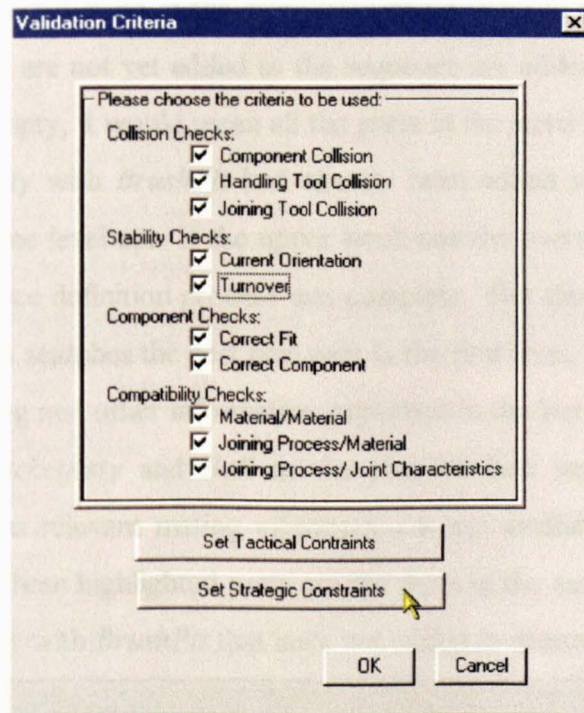 Validation Criteria
Please choose the criteria to be used:
Collision Checks:
Component Collision
Handling Tool Collision
Joining Tool Collision
Stability Checks:
Current Orientation
Turnover
Component Checks:
Correct Fit
Correct Component
Compatibility Checks:
Material/Material
Joining Process/Material
Joining Process/Joint Characteristics
Set Tactical Contraints
Set Strategic Constraints
OK
Cancel